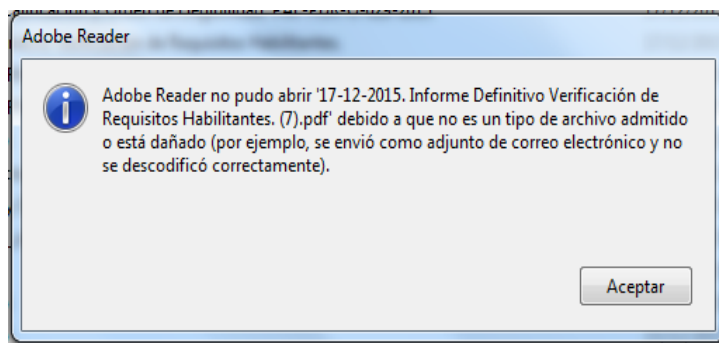 Adobe Reader
Adobe Reader no pudo abrir '17-12-2015. Informe Definitivo Verificación de
Requisitos Habilitantes. (7).pdf' debido a que no es un tipo de archivo admitido
o está dañado (por ejemplo, se envió como adjunto de correo electrónico y no
se descodificó correctamente).
Aceptar